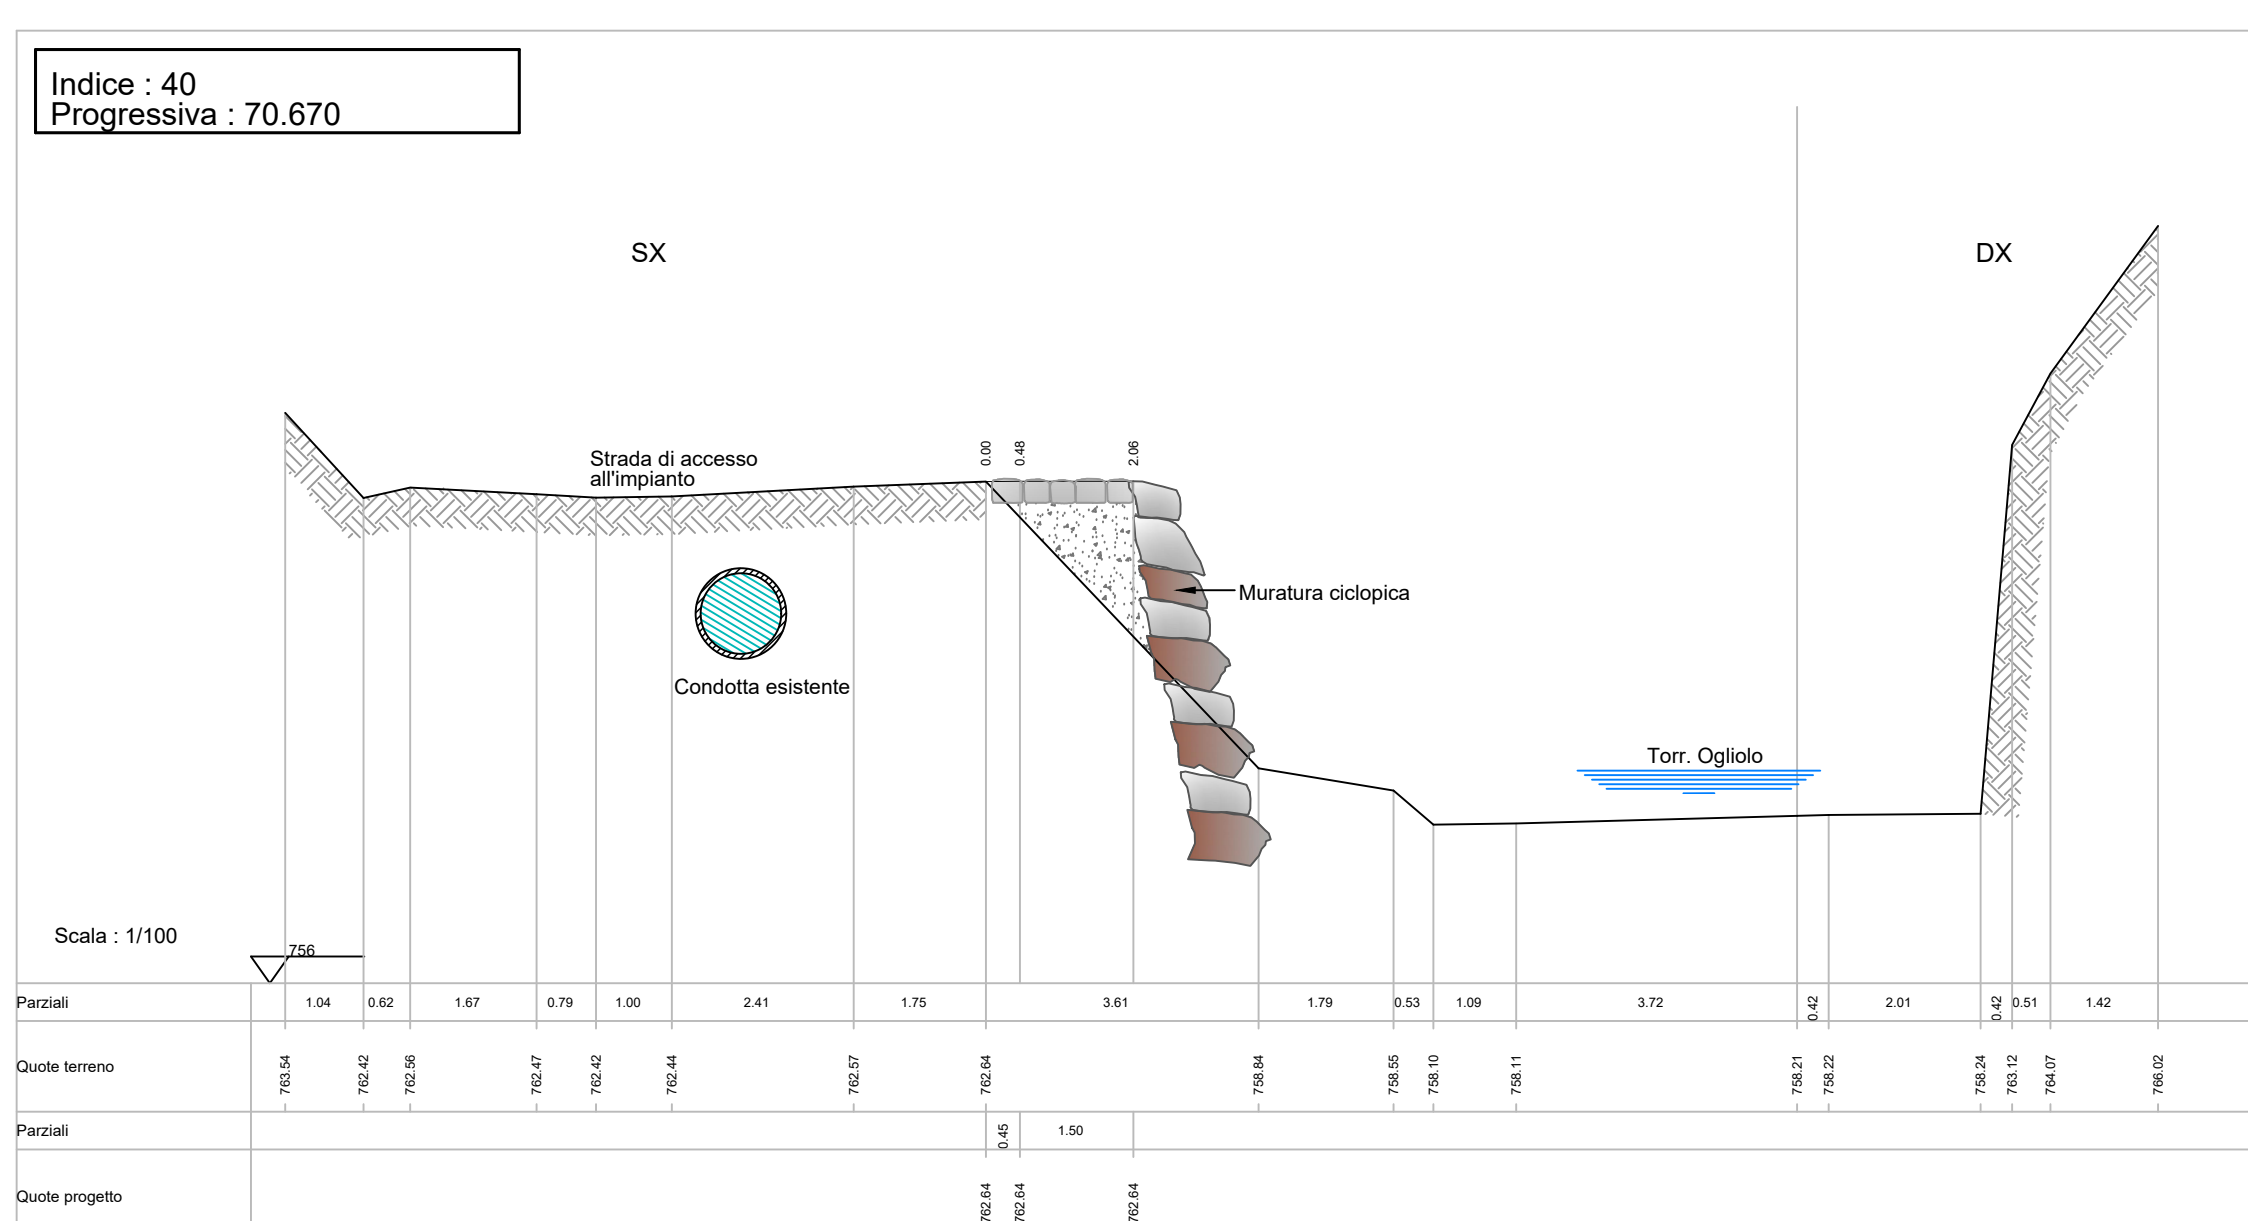 Indice : 40
Progressiva : 70.670
SX
DX
Strada di accesso
all'impianto
0.00 0.48 2.06
Muratura ciclopica
Condotta esistente
Torr. Ogliolo
Scala : 1/100
756
Parziali 1.04 0.62 1.67 0.79 1.00 2.41 1.75 3.61 1.79 0.53 1.09 3.72 0.42 2.01 0.42 0.51 1.42
Quote terreno 763.54 762.42 762.56 762.47 762.42 762.44 762.57 762.64 758.84 758.55 758.10 758.11 758.21 758.22 758.24 763.12 764.07 766.02
Parziali 0.45 1.50
Quote progetto 762.64 762.64 762.64